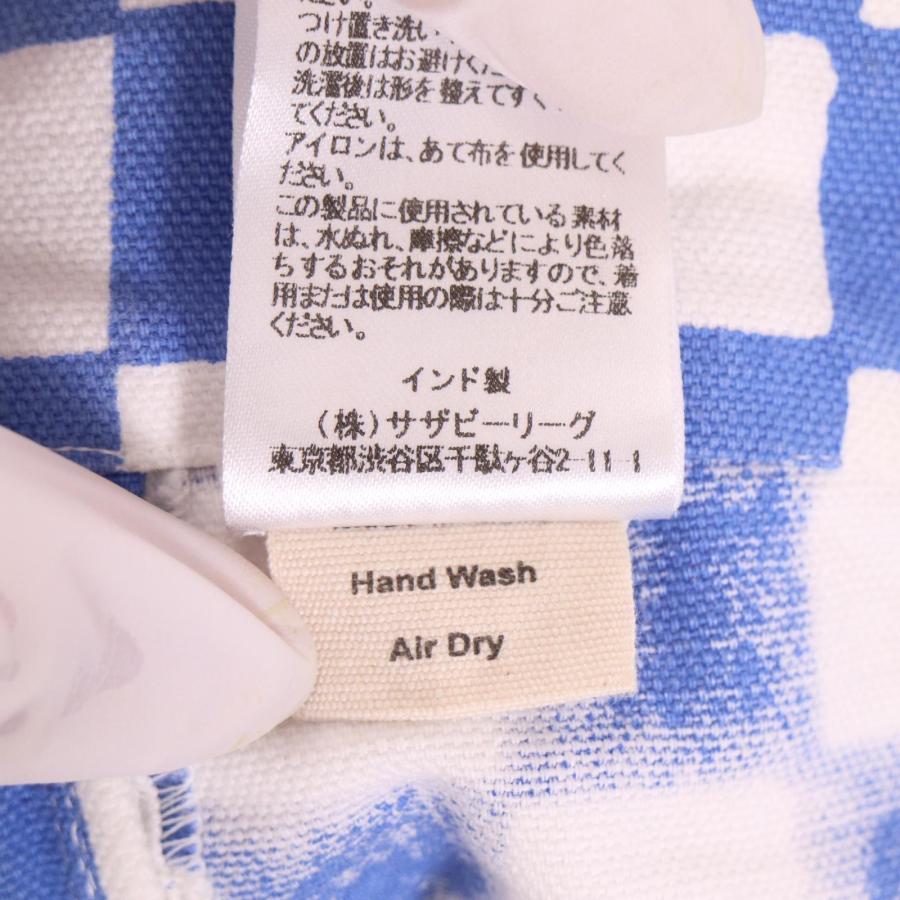 ださい。
つけ置き洗い
の放置はお避けくだ
洗濯後は形を整えてすぐ
てください。
アイロンは、あて布を使用してく
ださい。
この製品に使用されている素材
は、水ぬれ、摩擦などにより色落
ちするおそれがありますので、着
用または使用の際は十分ご注意
ください。
インド製
(株)サザビーリーグ
東京都渋谷区千駄ヶ谷2-11-1
Hand Wash
Air Dry